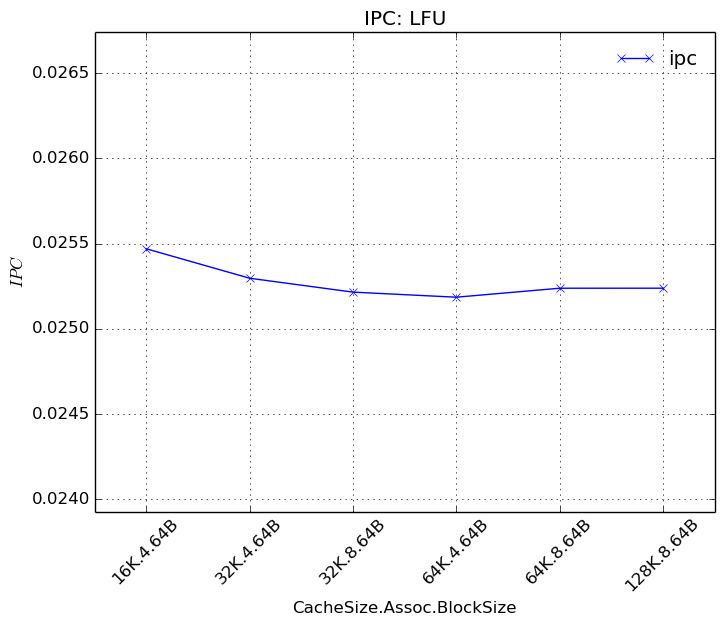 IPC: LFU
ipc
0.0265
0.0260
0.0255
0.0250
0.0245
0.0240
IPC
16K.4.64B
32K.4.64B
32K.8.64B
64K.4.64B
64K.8.64B
128K.8.64B
CacheSize.Assoc.BlockSize